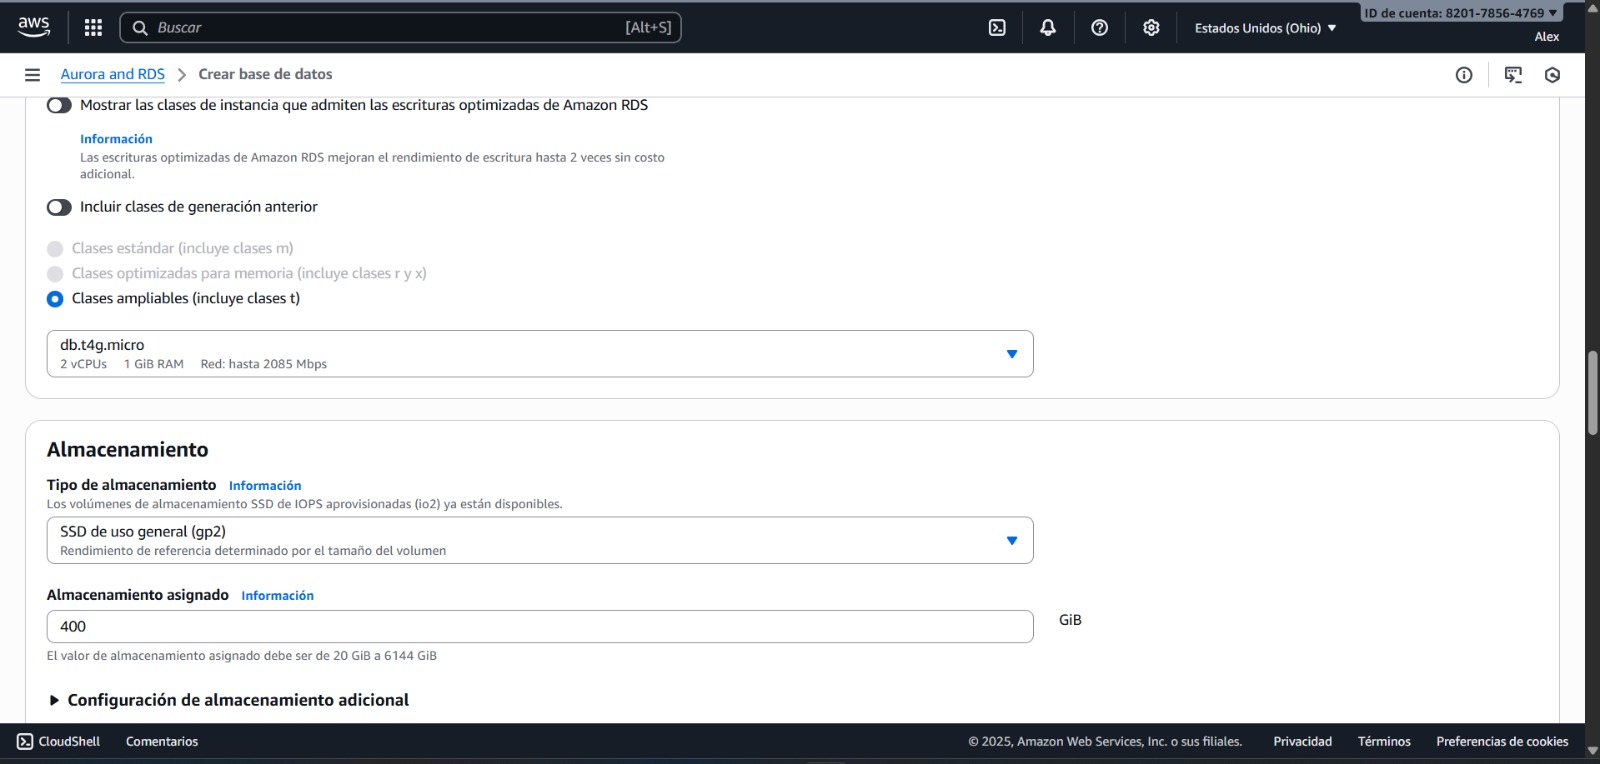 aws
Buscar
[Alt+S]
Estados Unidos (Ohio)
ID de cuenta: 8201-7856-4769
Alex
Aurora and RDS
Crear base de datos
Mostrar las clases de instancia que admiten las escrituras optimizadas de Amazon RDS
Información
Las escrituras optimizadas de Amazon RDS mejoran el rendimiento de escritura hasta 2 veces sin costo
adicional.
Incluir clases de generación anterior
Clases estándar (incluye clases m)
Clases optimizadas para memoria (incluye clases r y x)
Clases ampliables (incluye clases t)
db.t4g.micro
2 vCPUs 1 GiB RAM Red: hasta 2085 Mbps
Almacenamiento
Tipo de almacenamiento Información
Los volúmenes de almacenamiento SSD de IOPS aprovisionadas (io2) ya están disponibles.
SSD de uso general (gp2)
Rendimiento de referencia determinado por el tamaño del volumen
Almacenamiento asignado Información
400
GiB
El valor de almacenamiento asignado debe ser de 20 GiB a 6144 GiB
Configuración de almacenamiento adicional
CloudShell
Comentarios
© 2025, Amazon Web Services, Inc. o sus filiales.
Privacidad
Términos
Preferencias de cookies